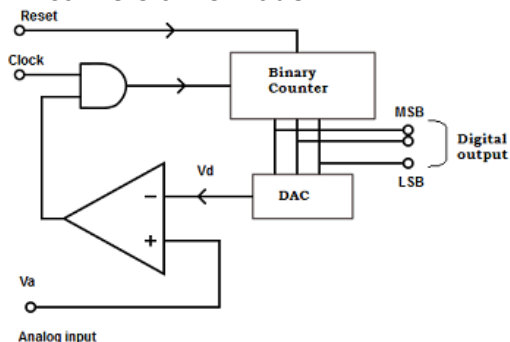 Reset
Clock
Binary
Counter
MSB
Digital
output
LSB
Vd
DAC
−
+
Va
Analog input